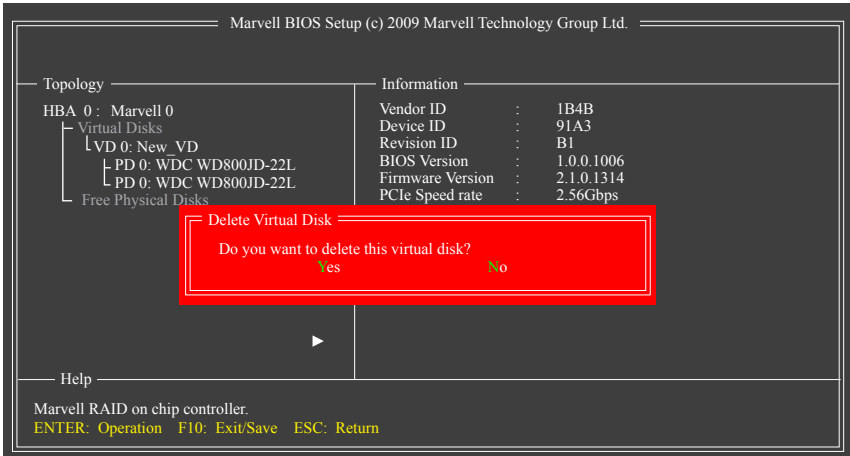 Marvell BIOS Setup (c) 2009 Marvell Technology Group Ltd.
Topology
HBA 0 : Marvell 0
Virtual Disks
VD 0: New_VD
PD 0: WDC WD800JD-22L
PD 0: WDC WD800JD-22L
Free Physical Disks
Information
Vendor ID : 1B4B
Device ID : 91A3
Revision ID : B1
BIOS Version : 1.0.0.1006
Firmware Version : 2.1.0.1314
PCIe Speed rate : 2.56Gbps
Delete Virtual Disk
Do you want to delete this virtual disk?
Yes No
Help
Marvell RAID on chip controller.
ENTER: Operation F10: Exit/Save ESC: Return